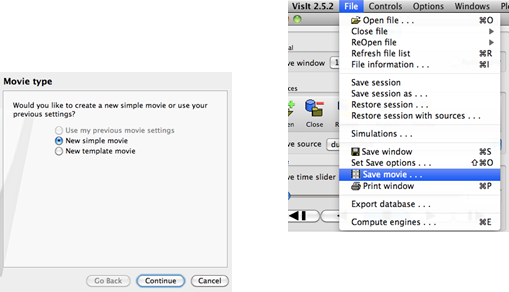 Movie type
Would you like to create a new simple movie or use your
previous settings?
Use my previous movie settings
New simple movie
New template movie
Go Back Continue Cancel
VisIt 2.5.2 File Controls Options Windows
Open file . . . ⌘O
Close file
ReOpen file
Refresh file list ⌘R
File information . . . ⌘I
Save session
Save session as . . .
Restore session . . .
Restore session with sources . . .
Simulations . . .
Save window ⌘S
Set Save options . . . ⇧⌘O
Save movie . . .
Print window ⌘P
Export database . . .
Compute engines . . . ⌘E
window
Close
source
time slider